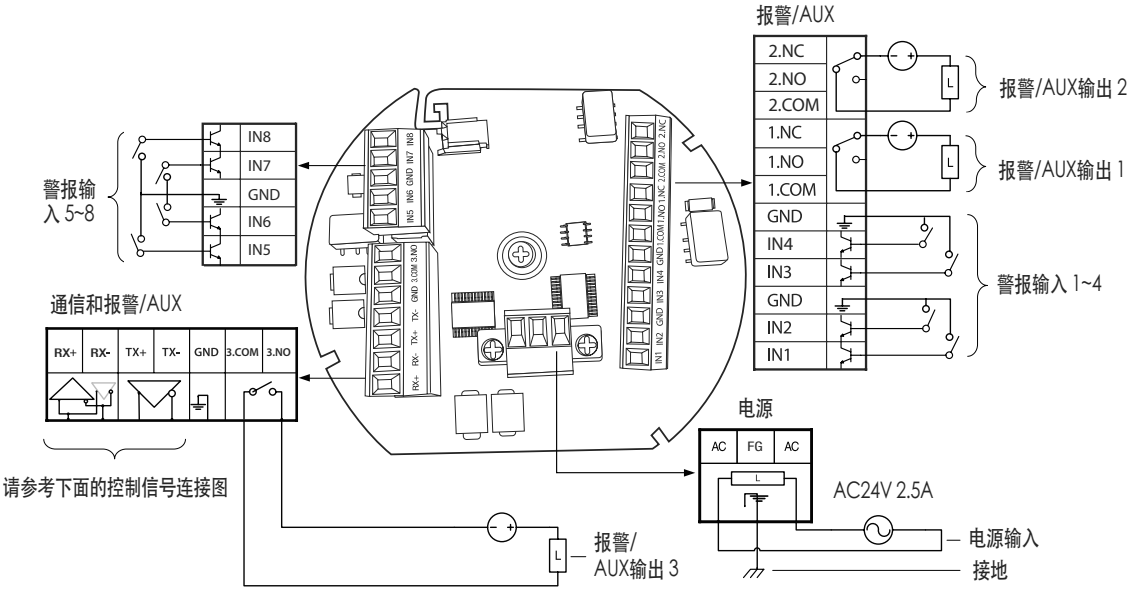 报警/AUX
2.NC
2.NO
2.COM
1.NC
1.NO
1.COM
GND
IN4
IN3
GND
IN2
IN1
报警/AUX输出 2
报警/AUX输出 1
警报输入 1~4
IN8
IN7
GND
IN6
IN5
警报输
入 5~8
IN5 IN6 GND IN7 IN8
RX+ RX- TX+ TX- GND 3.COM 3.NO
IN1 IN2 GND IN3 IN4 GND 1.COM 1.NO 1.NC 2.COM 2.NO 2.NC
通信和报警/AUX
RX+ RX- TX+ TX- GND 3.COM 3.NO
请参考下面的控制信号连接图
- +
L
报警/
AUX输出 3
电源
AC FG AC
L
AC24V 2.5A
电源输入
接地
- +
L
- +
L